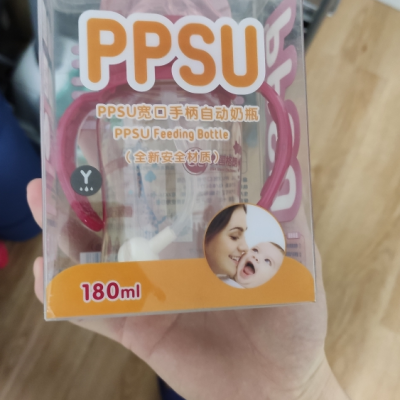 PPSU
PPSU宽口手柄自动奶瓶
PPSU Feeding Bottle
(全新安全材质)
Y
180ml